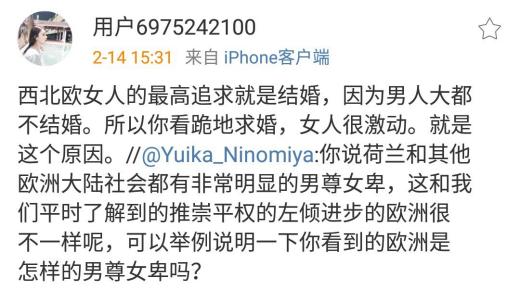 用户6975242100
2-14 15:31 来自 iPhone客户端
西北欧女人的最高追求就是结婚，因为男人大都
不结婚。所以你看跪地求婚，女人很激动。就是
这个原因。//@Yuika_Ninomiya:你说荷兰和其他
欧洲大陆社会都有非常明显的男尊女卑，这和我
们平时了解到的推崇平权的左倾进步的欧洲很
不一样呢，可以举例说明一下你看到的欧洲是
怎样的男尊女卑吗？